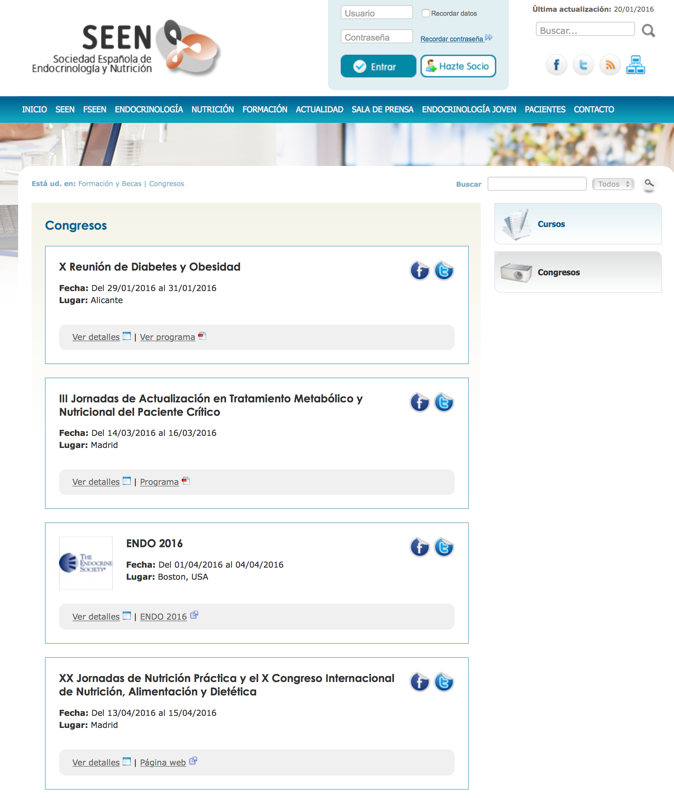 SEEN
Sociedad Española de
Endocrinología y Nutrición
Usuario
Recordar datos
Contraseña
Recordar contraseña
Entrar
Hazte Socio
Última actualización: 20/01/2016
Buscar...
INICIO SEEN FSEEN ENDOCRINOLOGÍA NUTRICIÓN FORMACIÓN ACTUALIDAD SALA DE PRENSA ENDOCRINOLOGÍA JOVEN PACIENTES CONTACTO
Está ud. en: Formación y Becas | Congresos
Buscar
Todos
Congresos
X Reunión de Diabetes y Obesidad
Fecha: Del 29/01/2016 al 31/01/2016
Lugar: Alicante
Ver detalles | Ver programa
III Jornadas de Actualización en Tratamiento Metabólico y
Nutricional del Paciente Crítico
Fecha: Del 14/03/2016 al 16/03/2016
Lugar: Madrid
Ver detalles | Programa
THE
ENDOCRINE
SOCIETY®
ENDO 2016
Fecha: Del 01/04/2016 al 04/04/2016
Lugar: Boston, USA
Ver detalles | ENDO 2016
XX Jornadas de Nutrición Práctica y el X Congreso Internacional
de Nutrición, Alimentación y Dietética
Fecha: Del 13/04/2016 al 15/04/2016
Lugar: Madrid
Ver detalles | Página web
Cursos
Congresos